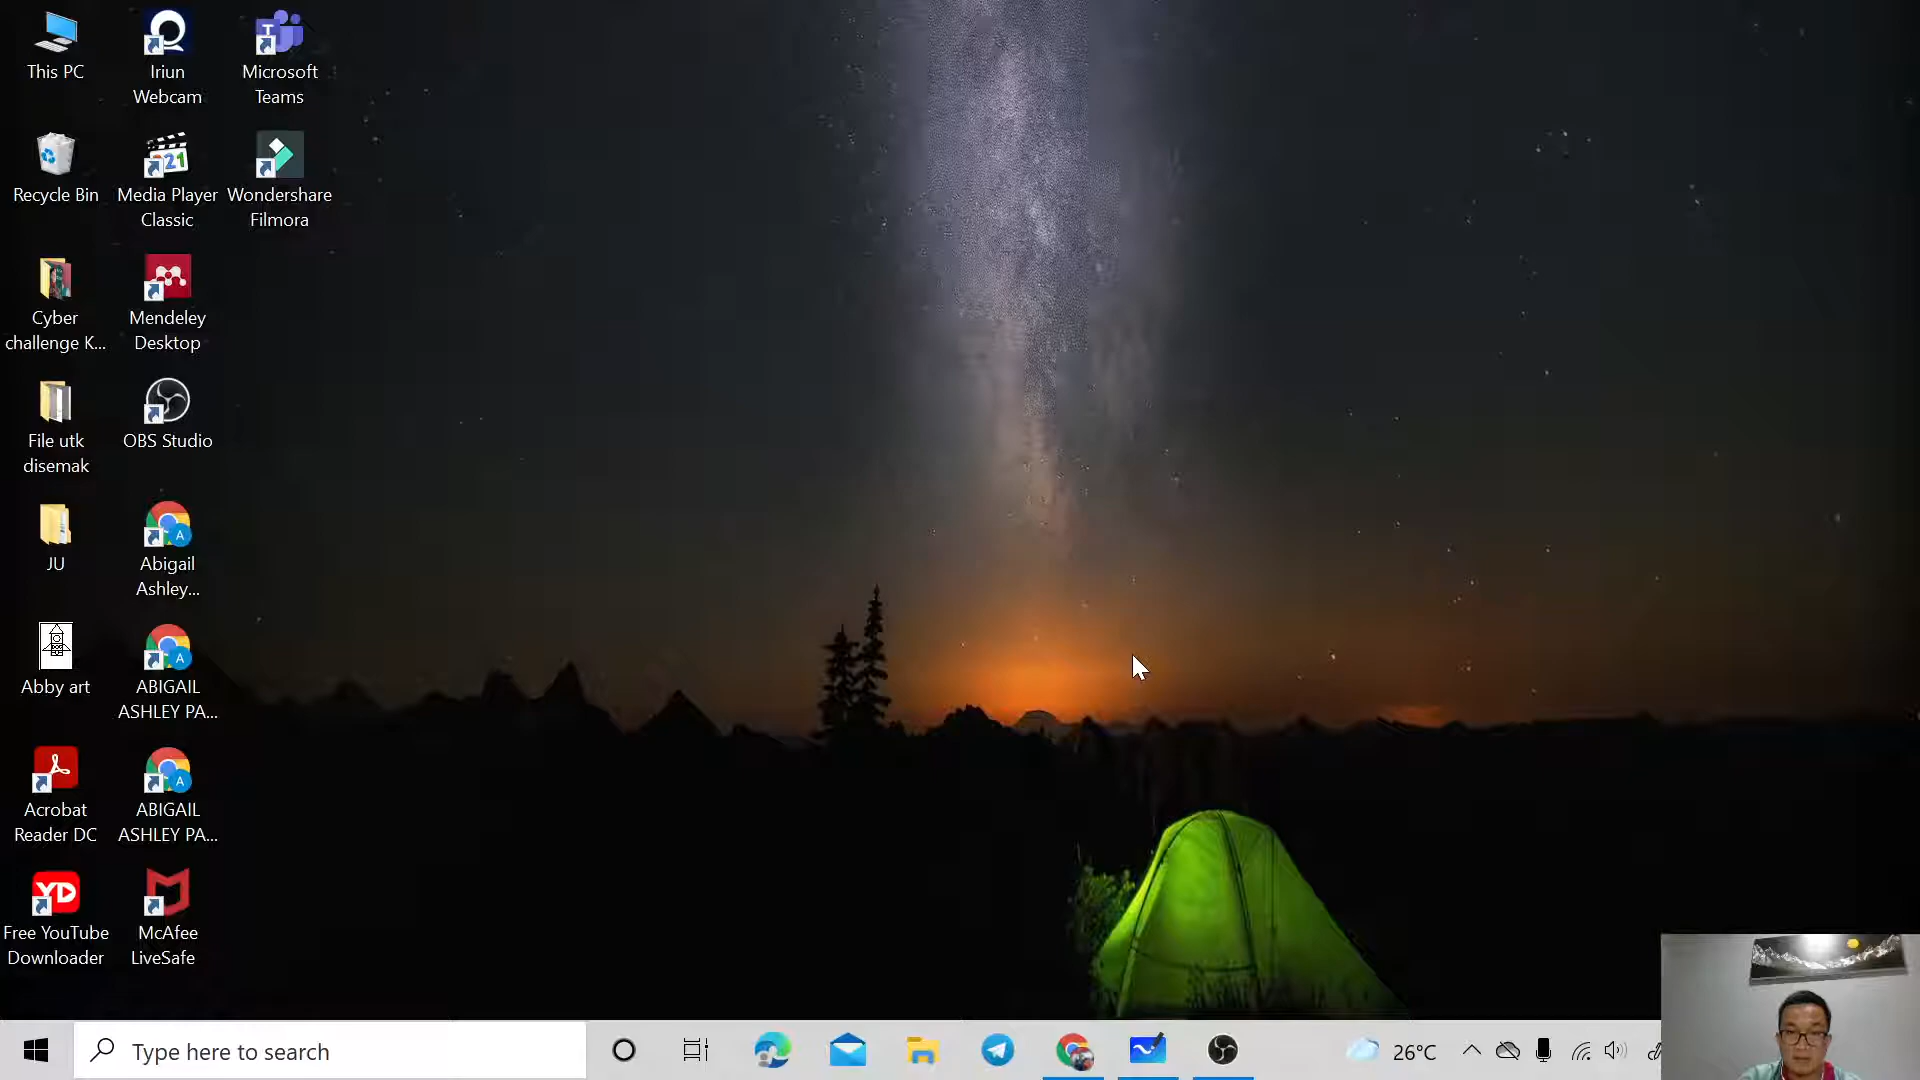 This PC
Iriun
Webcam
Microsoft
Teams
Recycle Bin
Media Player
Classic
Wondershare
Filmora
Cyber
challenge K...
Mendeley
Desktop
File utk
disemak
OBS Studio
JU
Abigail
Ashley...
Abby art
ABIGAIL
ASHLEY PA...
Acrobat
Reader DC
ABIGAIL
ASHLEY PA...
Free YouTube
Downloader
McAfee
LiveSafe
Type here to search
26°C